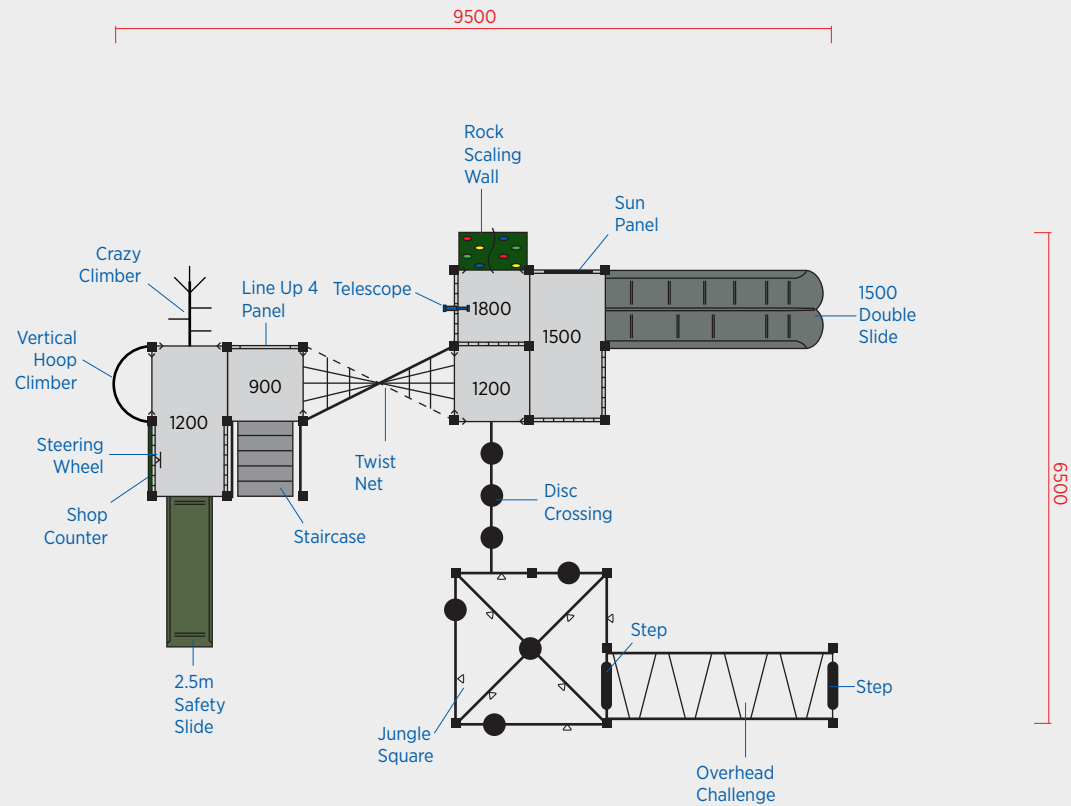 9500
Rock
Scaling
Wall
Sun
Panel
Crazy
Climber
Line Up 4
Panel
Telescope
1800
1500
1500
Double
Slide
Vertical
Hoop
Climber
900
1200
1200
Steering
Wheel
Twist
Net
6500
Disc
Crossing
Shop
Counter
Staircase
Step
2.5m
Safety
Slide
Step
Jungle
Square
Overhead
Challenge